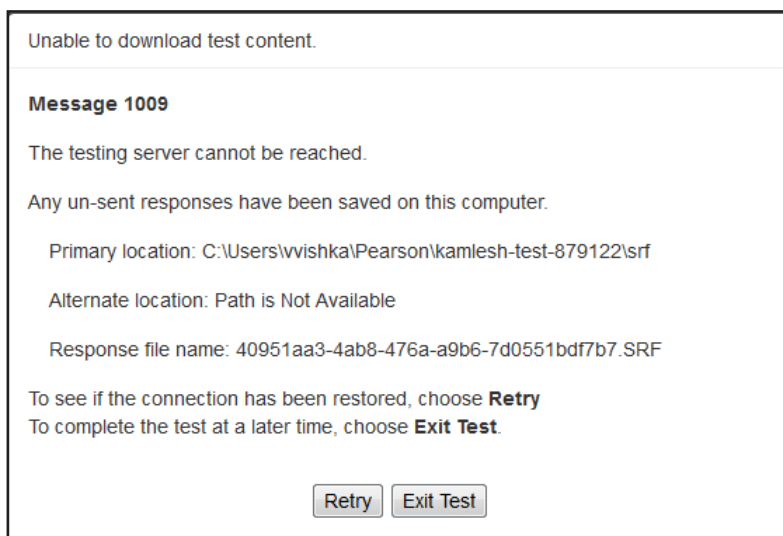 Unable to download test content.
Message 1009
The testing server cannot be reached.
Any un-sent responses have been saved on this computer.
Primary location: C:\Users\vvishka\Pearson\kamlesh-test-879122\srf
Alternate location: Path is Not Available
Response file name: 40951aa3-4ab8-476a-a9b6-7d0551bdf7b7.SRF
To see if the connection has been restored, choose Retry
To complete the test at a later time, choose Exit Test.
Retry Exit Test